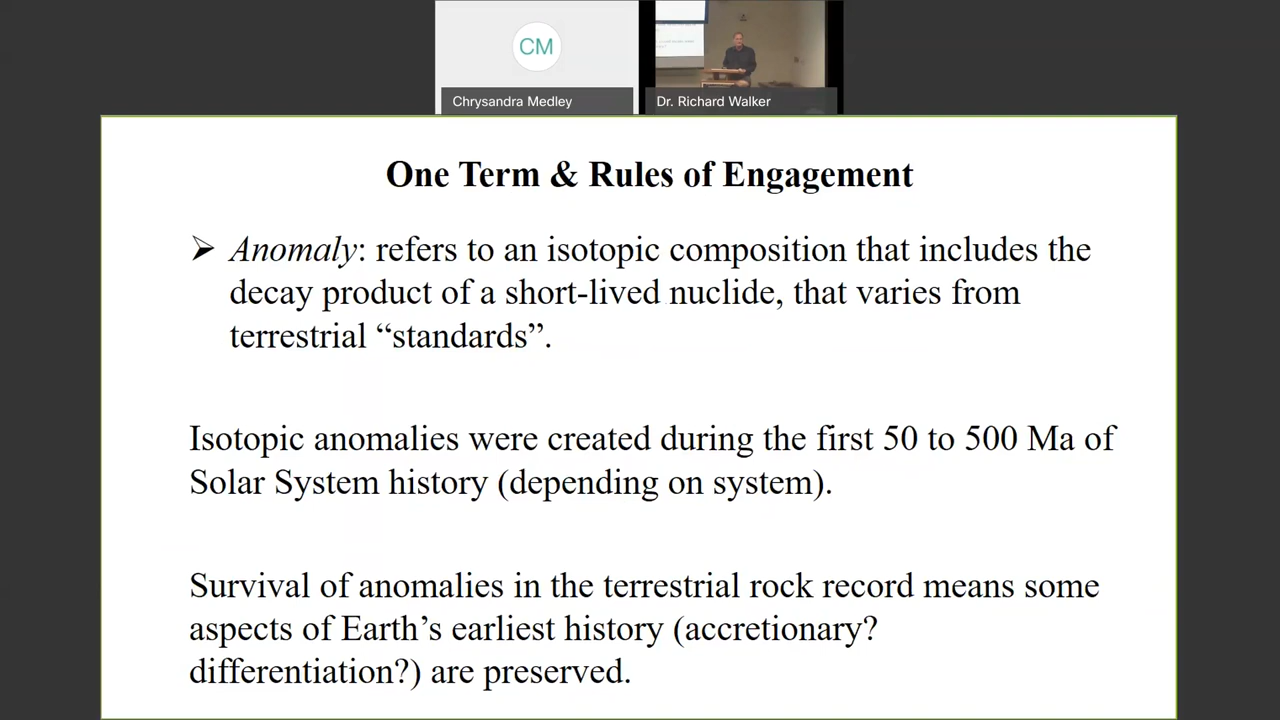 CM
Chrysandra Medley
Dr. Richard Walker
One Term & Rules of Engagement
➢ Anomaly: refers to an isotopic composition that includes the
decay product of a short-lived nuclide, that varies from
terrestrial “standards”.
Isotopic anomalies were created during the first 50 to 500 Ma of
Solar System history (depending on system).
Survival of anomalies in the terrestrial rock record means some
aspects of Earth’s earliest history (accretionary?
differentiation?) are preserved.